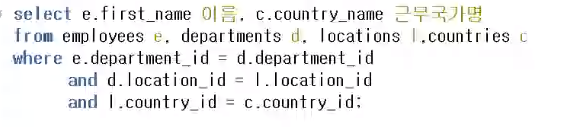 select e.first_name 이름, c.country_name 근무국가명
from employees e, departments d, locations l,countries c
where e.department_id = d.department_id
and d.location_id = l.location_id
and l.country_id = c.country_id;